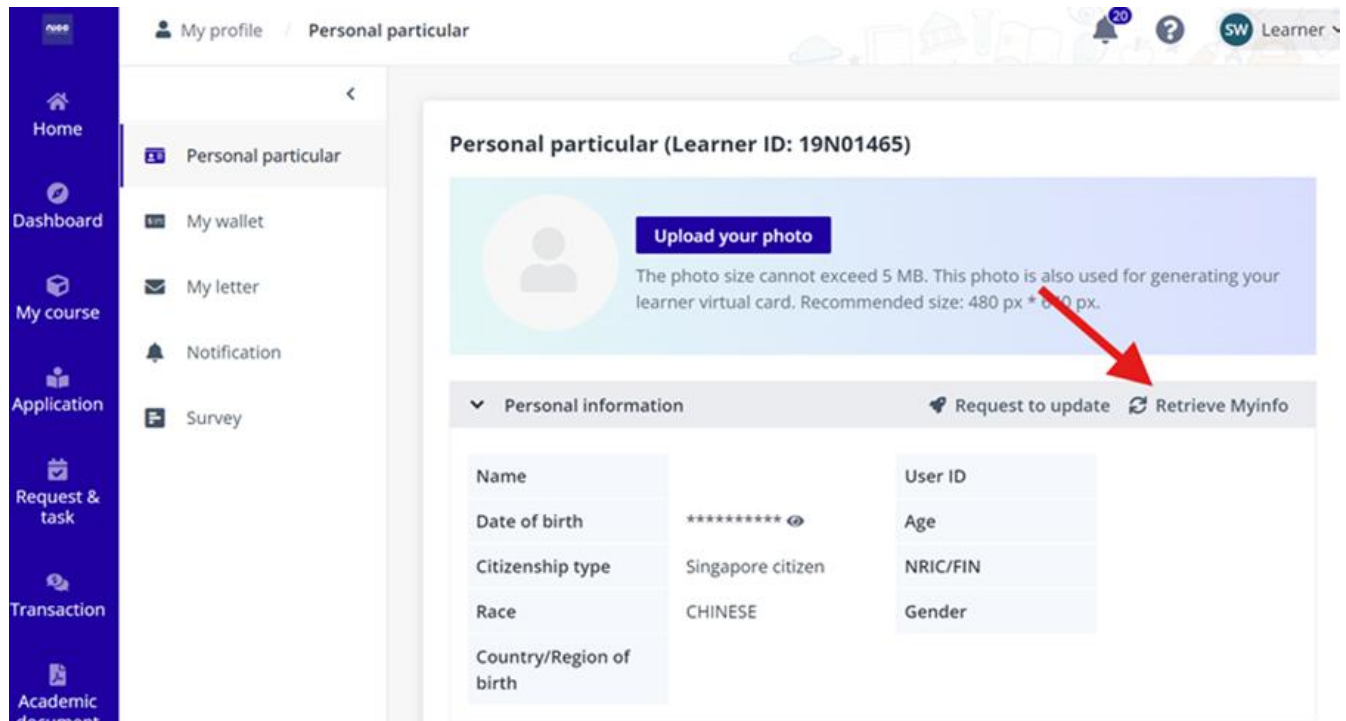 niec
My profile / Personal particular
20
SW Learner
Home
Dashboard
My course
Application
Request &
task
Transaction
Academic
document
Personal particular
My wallet
My letter
Notification
Survey
Personal particular (Learner ID: 19N01465)
Upload your photo
The photo size cannot exceed 5 MB. This photo is also used for generating your
learner virtual card. Recommended size: 480 px * px.
Personal information
Request to update
Retrieve Myinfo
Name
User ID
Date of birth
**********
Age
Citizenship type
Singapore citizen
NRIC/FIN
Race
CHINESE
Gender
Country/Region of
birth